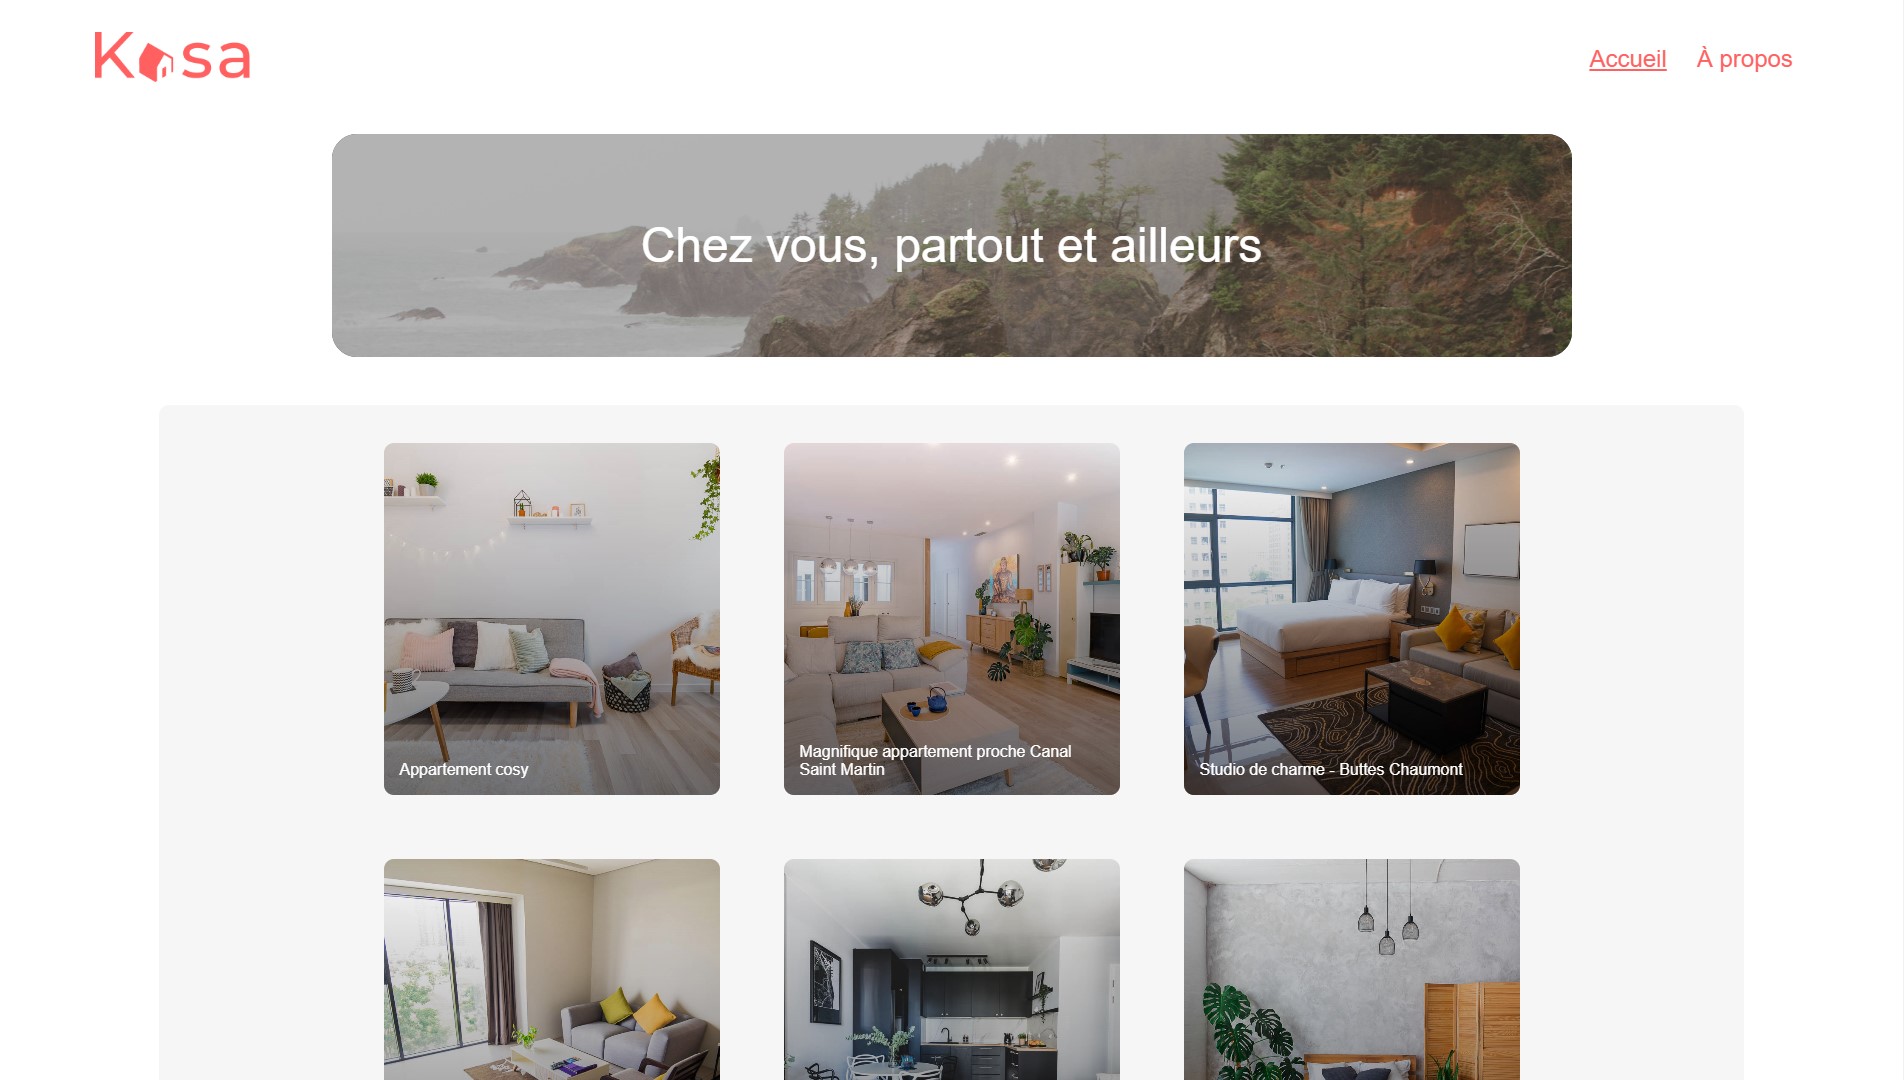 Kasa
Accueil
À propos
Chez vous, partout et ailleurs
Appartement cosy
Magnifique appartement proche Canal
Saint Martin
Studio de charme - Buttes Chaumont